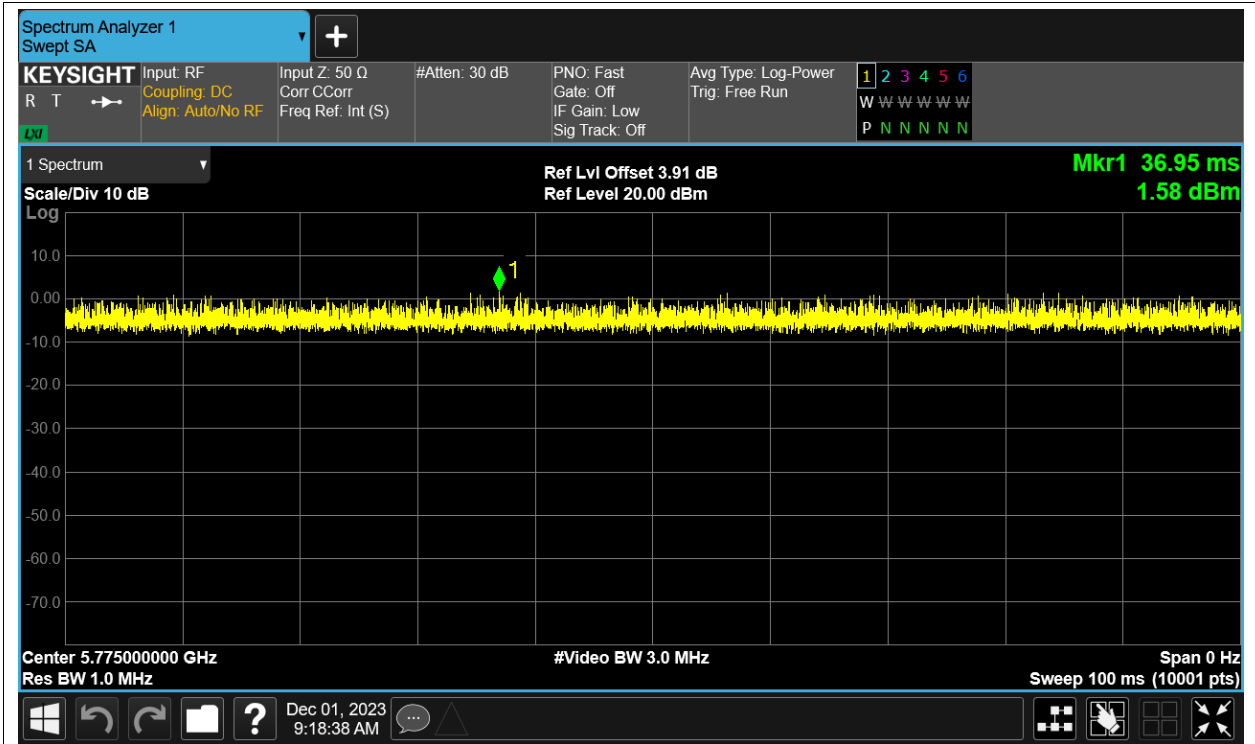 Spectrum Analyzer 1
Swept SA
KEYSIGHT
R T
LXI
Input: RF
Coupling: DC
Align: Auto/No RF
Input Z: 50 Ω
Corr CCorr
Freq Ref: Int (S)
#Atten: 30 dB
PNO: Fast
Gate: Off
IF Gain: Low
Sig Track: Off
Avg Type: Log-Power
Trig: Free Run
1 2 3 4 5 6
W W W W W W
P N N N N N
1 Spectrum
Scale/Div 10 dB
Log
Ref Lvl Offset 3.91 dB
Ref Level 20.00 dBm
Mkr1 36.95 ms
1.58 dBm
10.0
1
0.00
-10.0
-20.0
-30.0
-40.0
-50.0
-60.0
-70.0
Center 5.775000000 GHz
#Video BW 3.0 MHz
Span 0 Hz
Res BW 1.0 MHz
Sweep 100 ms (10001 pts)
?
Dec 01, 2023
9:18:38 AM